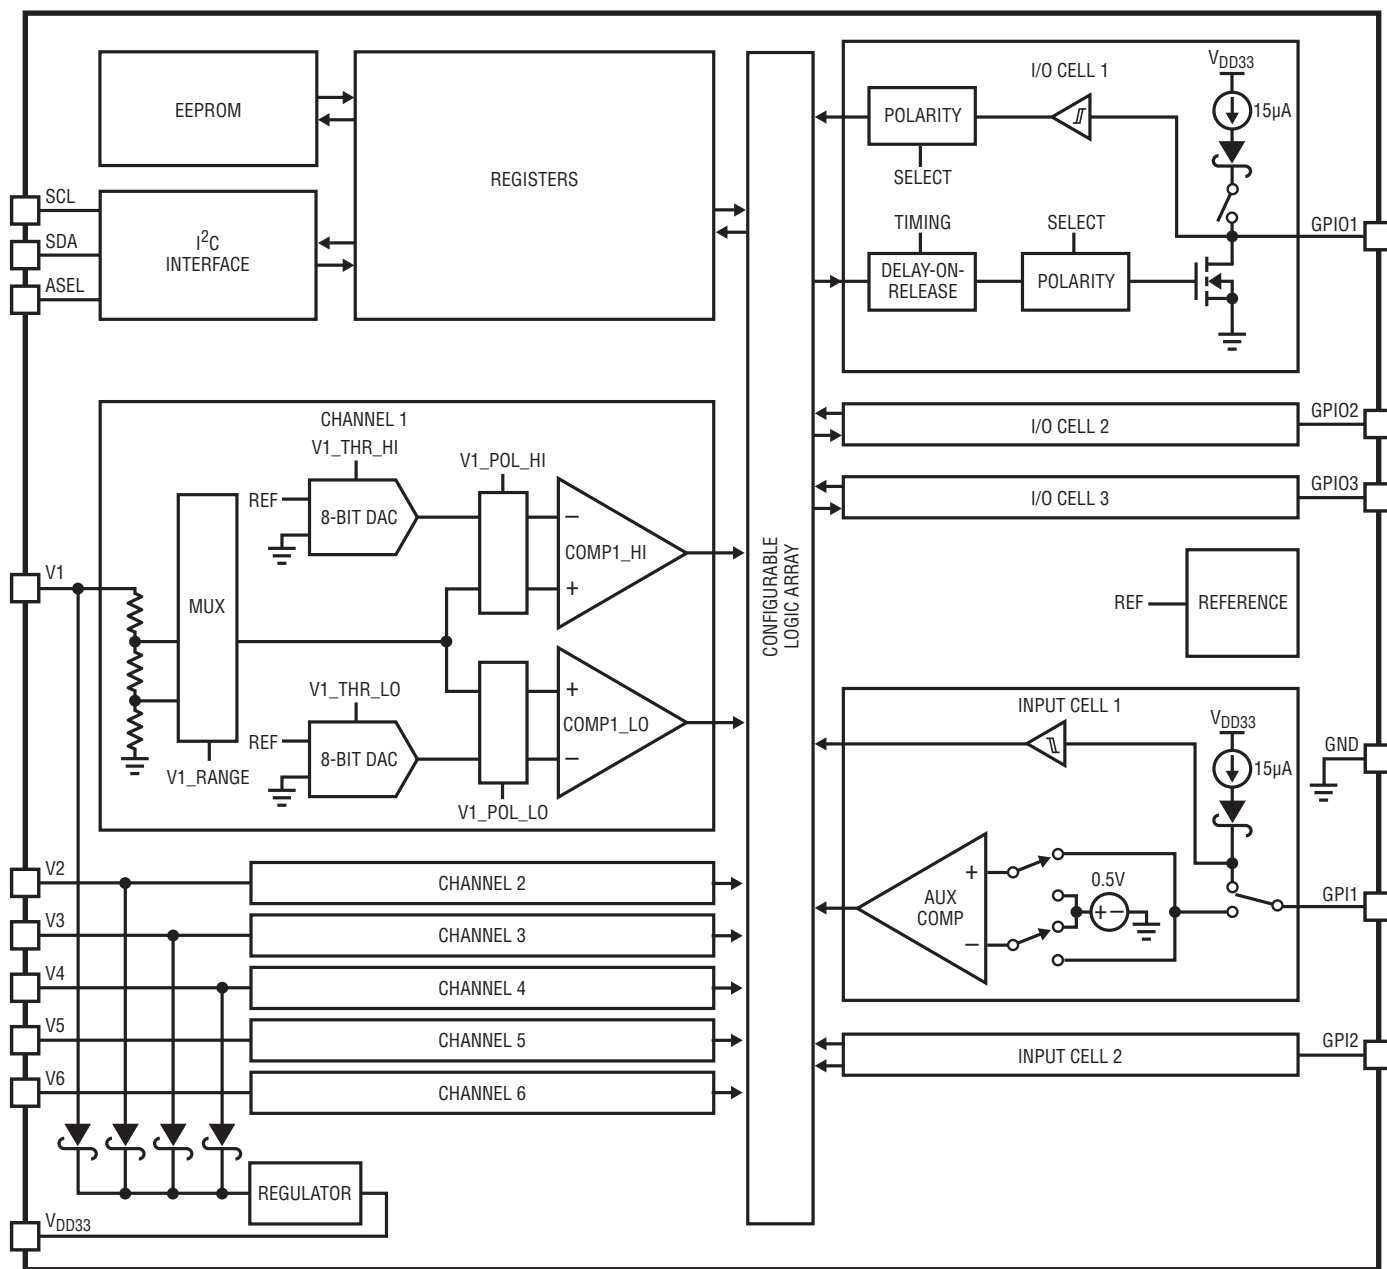 EEPROM
REGISTERS
SCL
SDA
ASEL
I2C
INTERFACE
CHANNEL 1
V1_THR_HI
V1_POL_HI
REF
8-BIT DAC
−
COMP1_HI
+
V1
MUX
V1_THR_LO
REF
8-BIT DAC
+
COMP1_LO
−
V1_RANGE
V1_POL_LO
V2
CHANNEL 2
V3
CHANNEL 3
V4
CHANNEL 4
V5
CHANNEL 5
V6
CHANNEL 6
REGULATOR
VDD33
CONFIGURABLE
LOGIC ARRAY
I/O CELL 1
VDD33
15µA
POLARITY
SELECT
TIMING
SELECT
DELAY-ON-
RELEASE
POLARITY
GPIO1
I/O CELL 2
GPIO2
I/O CELL 3
GPIO3
REF
REFERENCE
INPUT CELL 1
VDD33
15µA
GND
+
AUX
COMP
−
0.5V
+ −
GPI1
INPUT CELL 2
GPI2